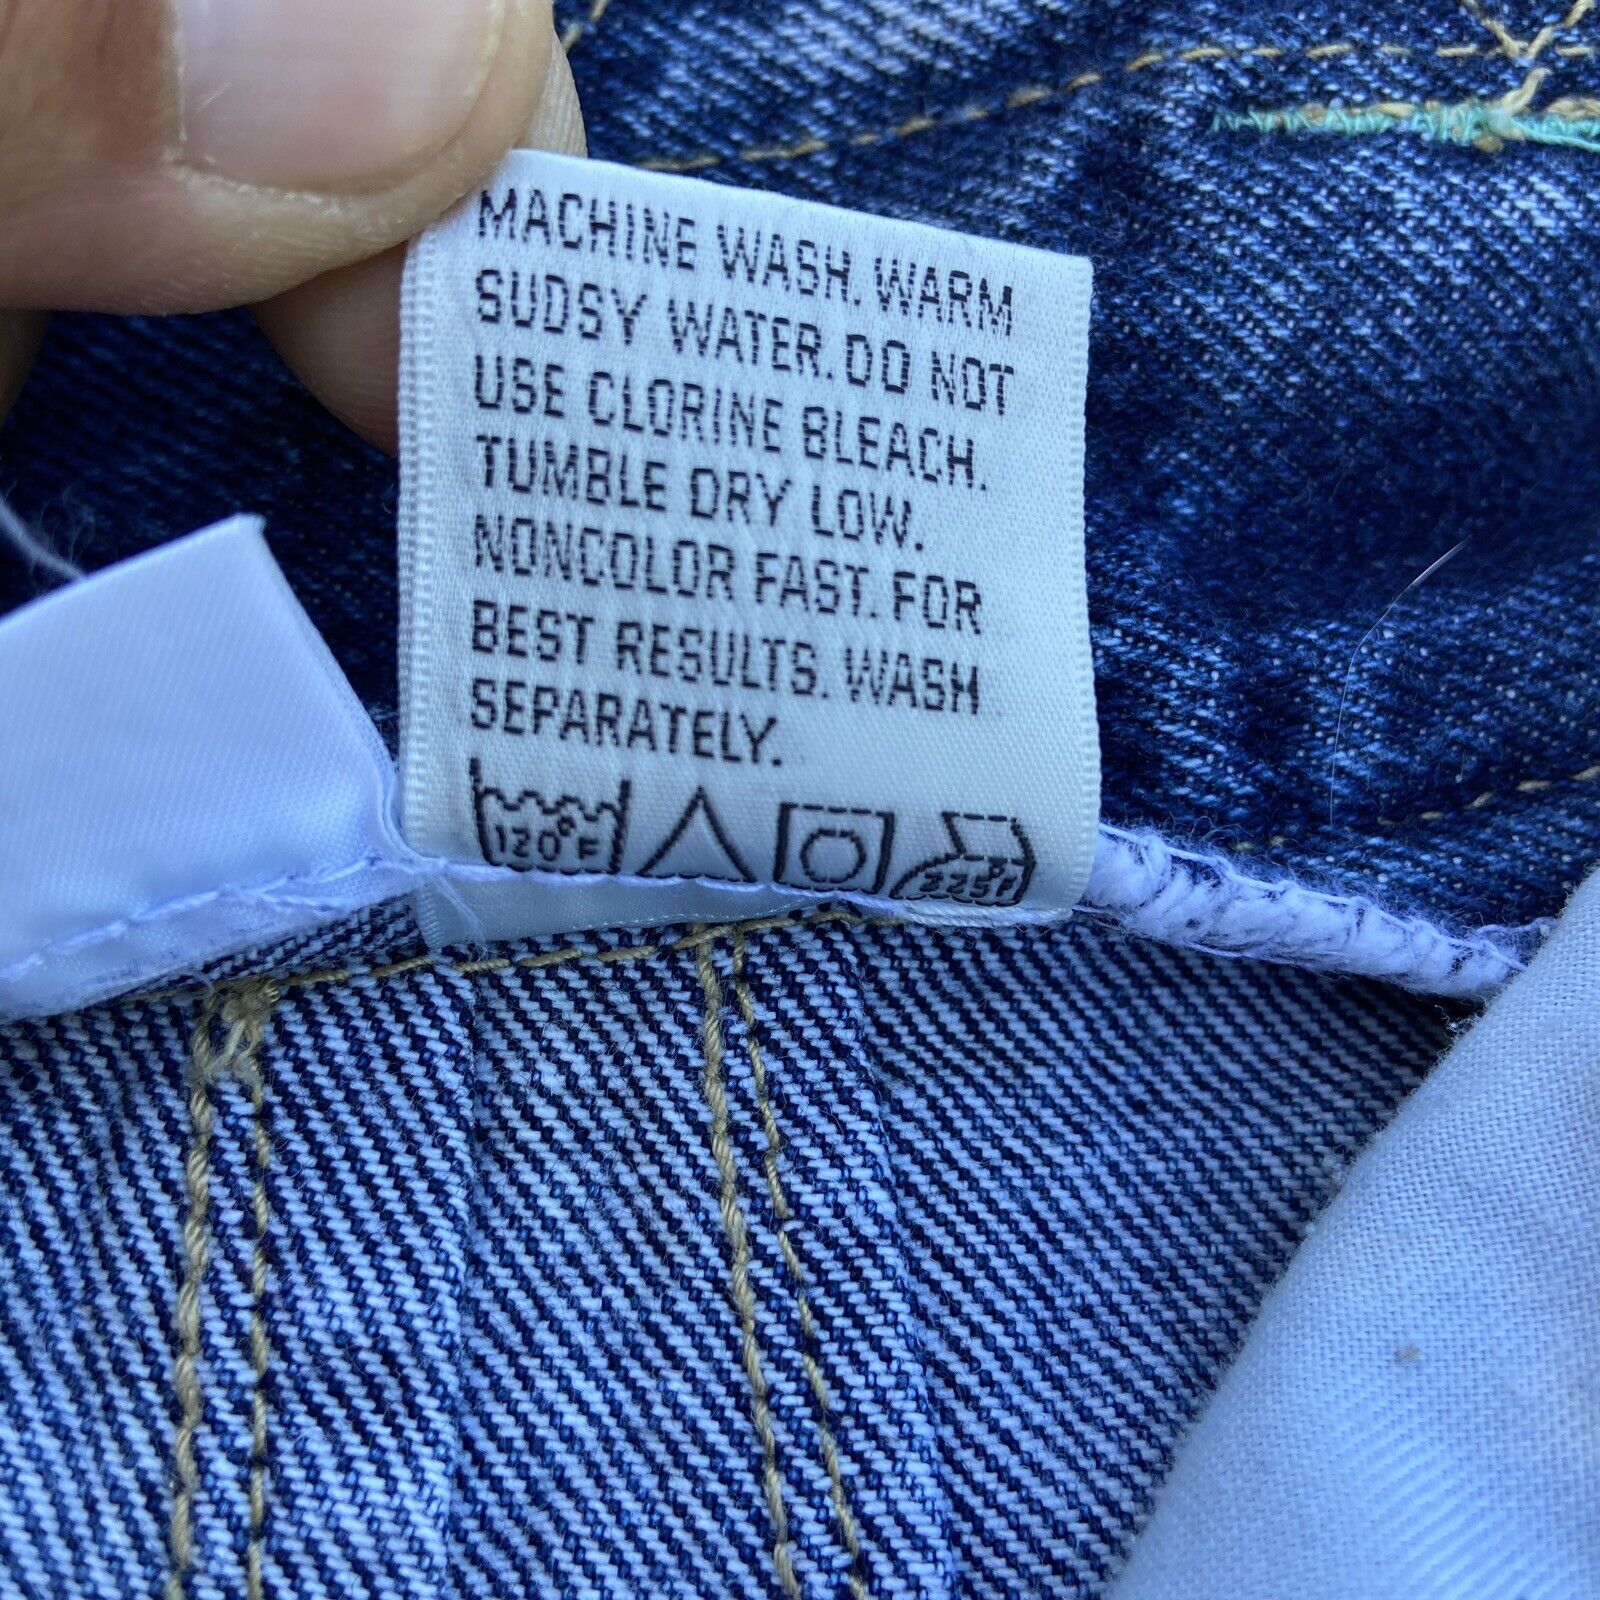 MACHINE WASH. WARM
SUDSY WATER. DO NOT
USE CLORINE BLEACH.
TUMBLE DRY LOW.
NONCOLOR FAST. FOR
BEST RESULTS. WASH
SEPARATELY.
120°F 325°F